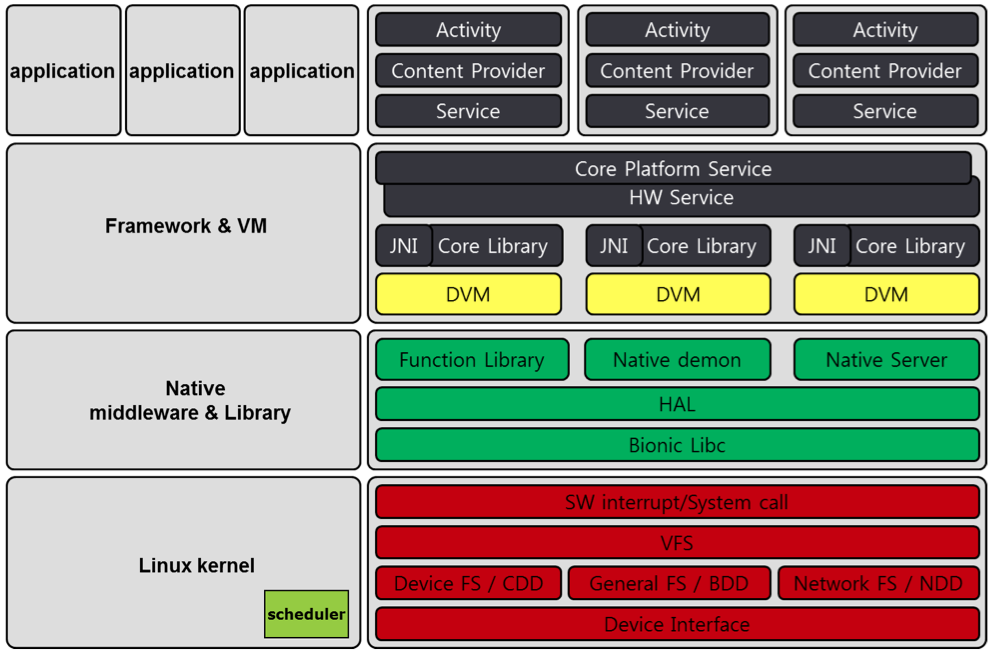 application application application
Activity Activity Activity
Content Provider Content Provider Content Provider
Service Service Service
Framework & VM
Core Platform Service
HW Service
JNI Core Library JNI Core Library JNI Core Library
DVM DVM DVM
Native
middleware & Library
Function Library Native demon Native Server
HAL
Bionic Libc
Linux kernel
scheduler
SW interrupt/System call
VFS
Device FS / CDD General FS / BDD Network FS / NDD
Device Interface